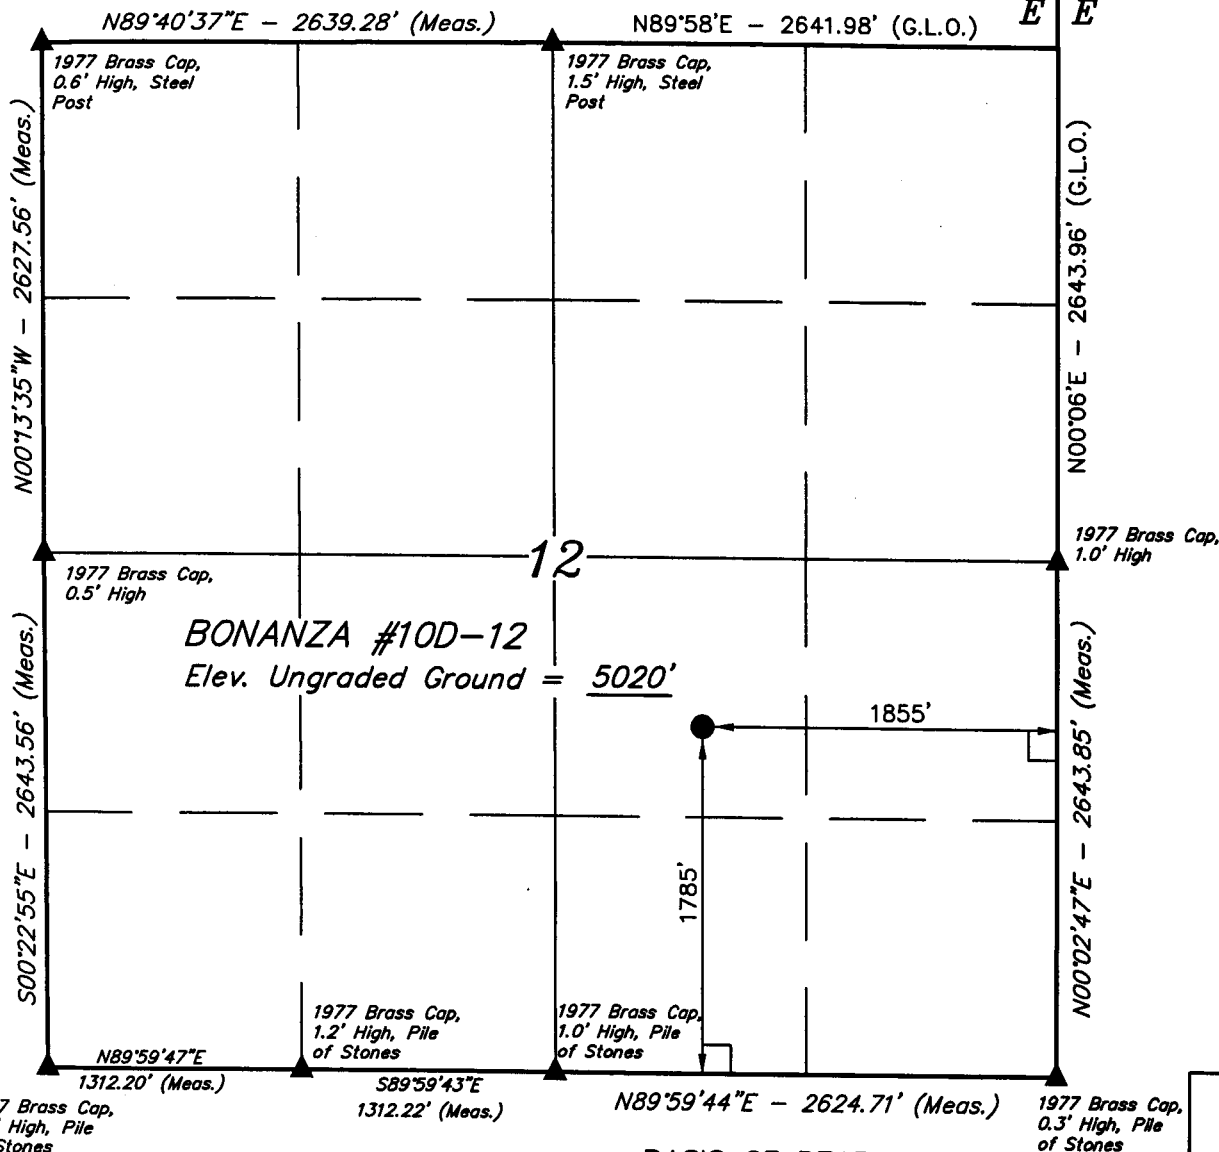 N89°40'37"E - 2639.28' (Meas.)
N89°58'E - 2641.98' (G.L.O.)
E E
1977 Brass Cap,
0.6' High, Steel
Post
1977 Brass Cap,
1.5' High, Steel
Post
N00°13'35"W - 2627.56' (Meas.)
N00°06'E - 2643.96' (G.L.O.)
12
1977 Brass Cap,
1.0' High
1977 Brass Cap,
0.5' High
BONANZA #10D-12
Elev. Ungraded Ground = 5020'
1855'
1785'
S00°22'55"E - 2643.56' (Meas.)
N00°02'47"E - 2643.85' (Meas.)
1977 Brass Cap,
1.2' High, Pile
of Stones
1977 Brass Cap,
1.0' High, Pile
of Stones
N89°59'47"E
1312.20' (Meas.)
S89°59'43"E
1312.22' (Meas.)
N89°59'44"E - 2624.71' (Meas.)
7 Brass Cap,
High, Pile
Stones
1977 Brass Cap,
0.3' High, Pile
of Stones